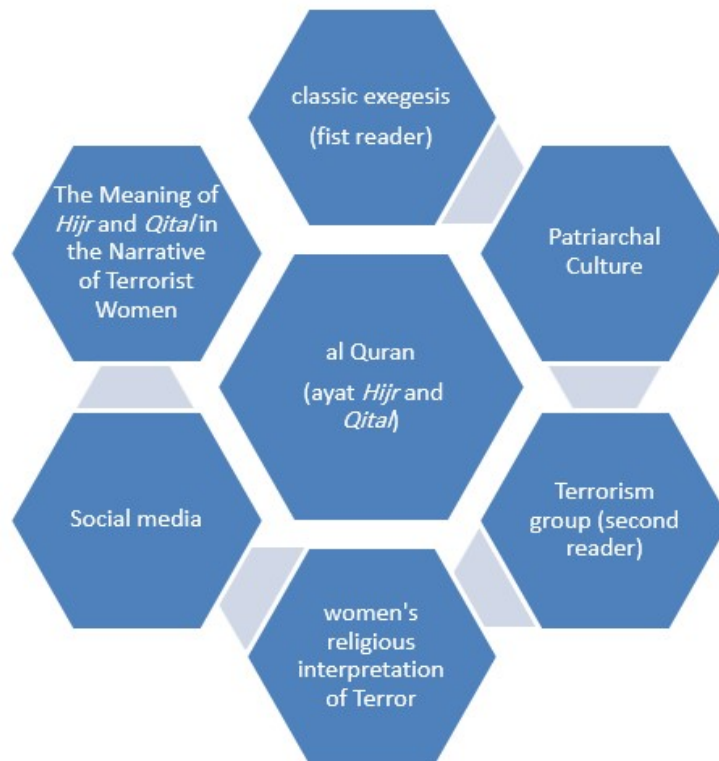 classic exegesis
(fist reader)
The Meaning of
Hijr and Qital in
the Narrative
of Terrorist
Women
Patriarchal
Culture
al Quran
(ayat Hijr and
Qital)
Social media
Terrorism
group (second
reader)
women's
religious
interpretation
of Terror